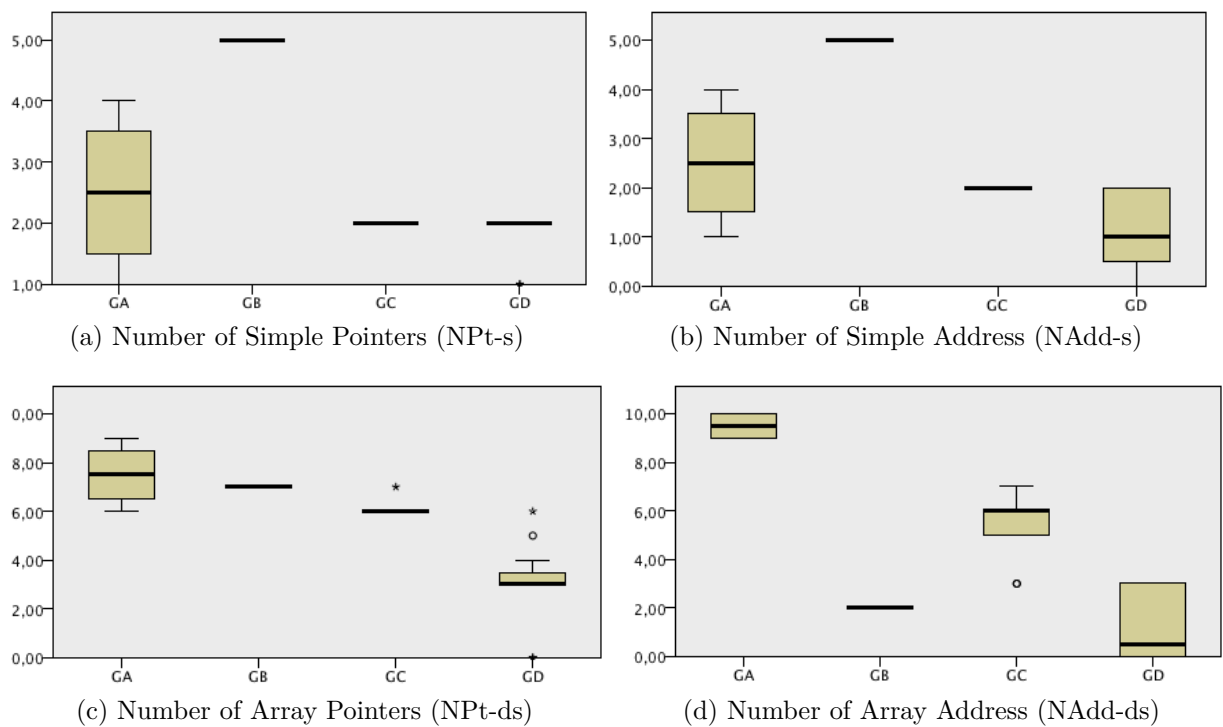 5,00
4,00
3,00
2,00
1,00
GA GB GC GD
(a) Number of Simple Pointers (NPt-s)
5,00
4,00
3,00
2,00
1,00
0,00
GA GB GC GD
(b) Number of Simple Address (NAdd-s)
0,00
8,00
6,00
4,00
2,00
0,00
GA GB GC GD
(c) Number of Array Pointers (NPt-ds)
10,00
8,00
6,00
4,00
2,00
0,00
GA GB GC GD
(d) Number of Array Address (NAdd-ds)